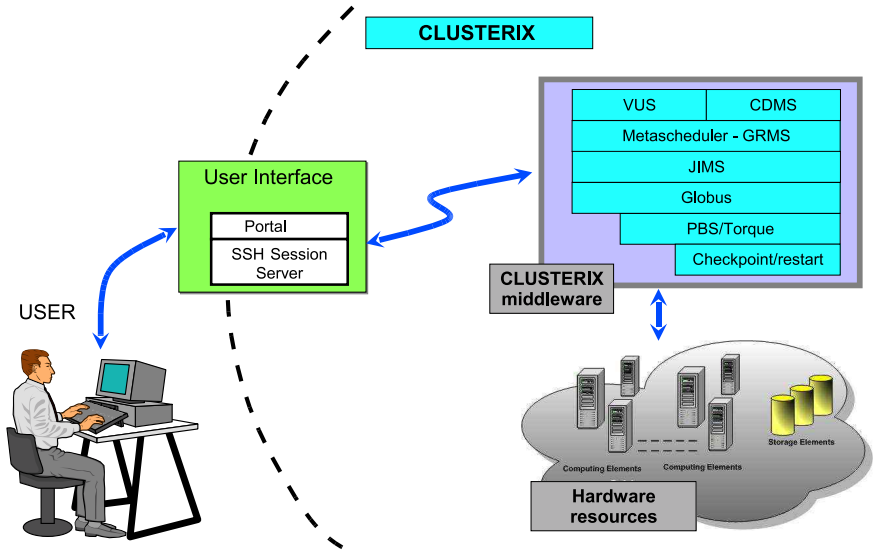 CLUSTERIX
VUS
CDMS
Metascheduler - GRMS
JIMS
Globus
PBS/Torque
Checkpoint/restart
CLUSTERIX
middleware
User Interface
Portal
SSH Session
Server
USER
Storage Elements
Computing Elements
Computing Elements
Hardware
resources